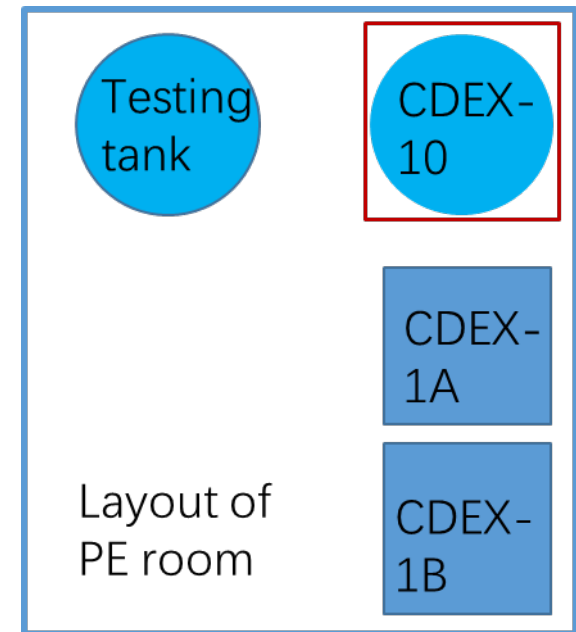 Testing
tank
CDEX-
10
CDEX-
1A
Layout of
PE room
CDEX-
1B